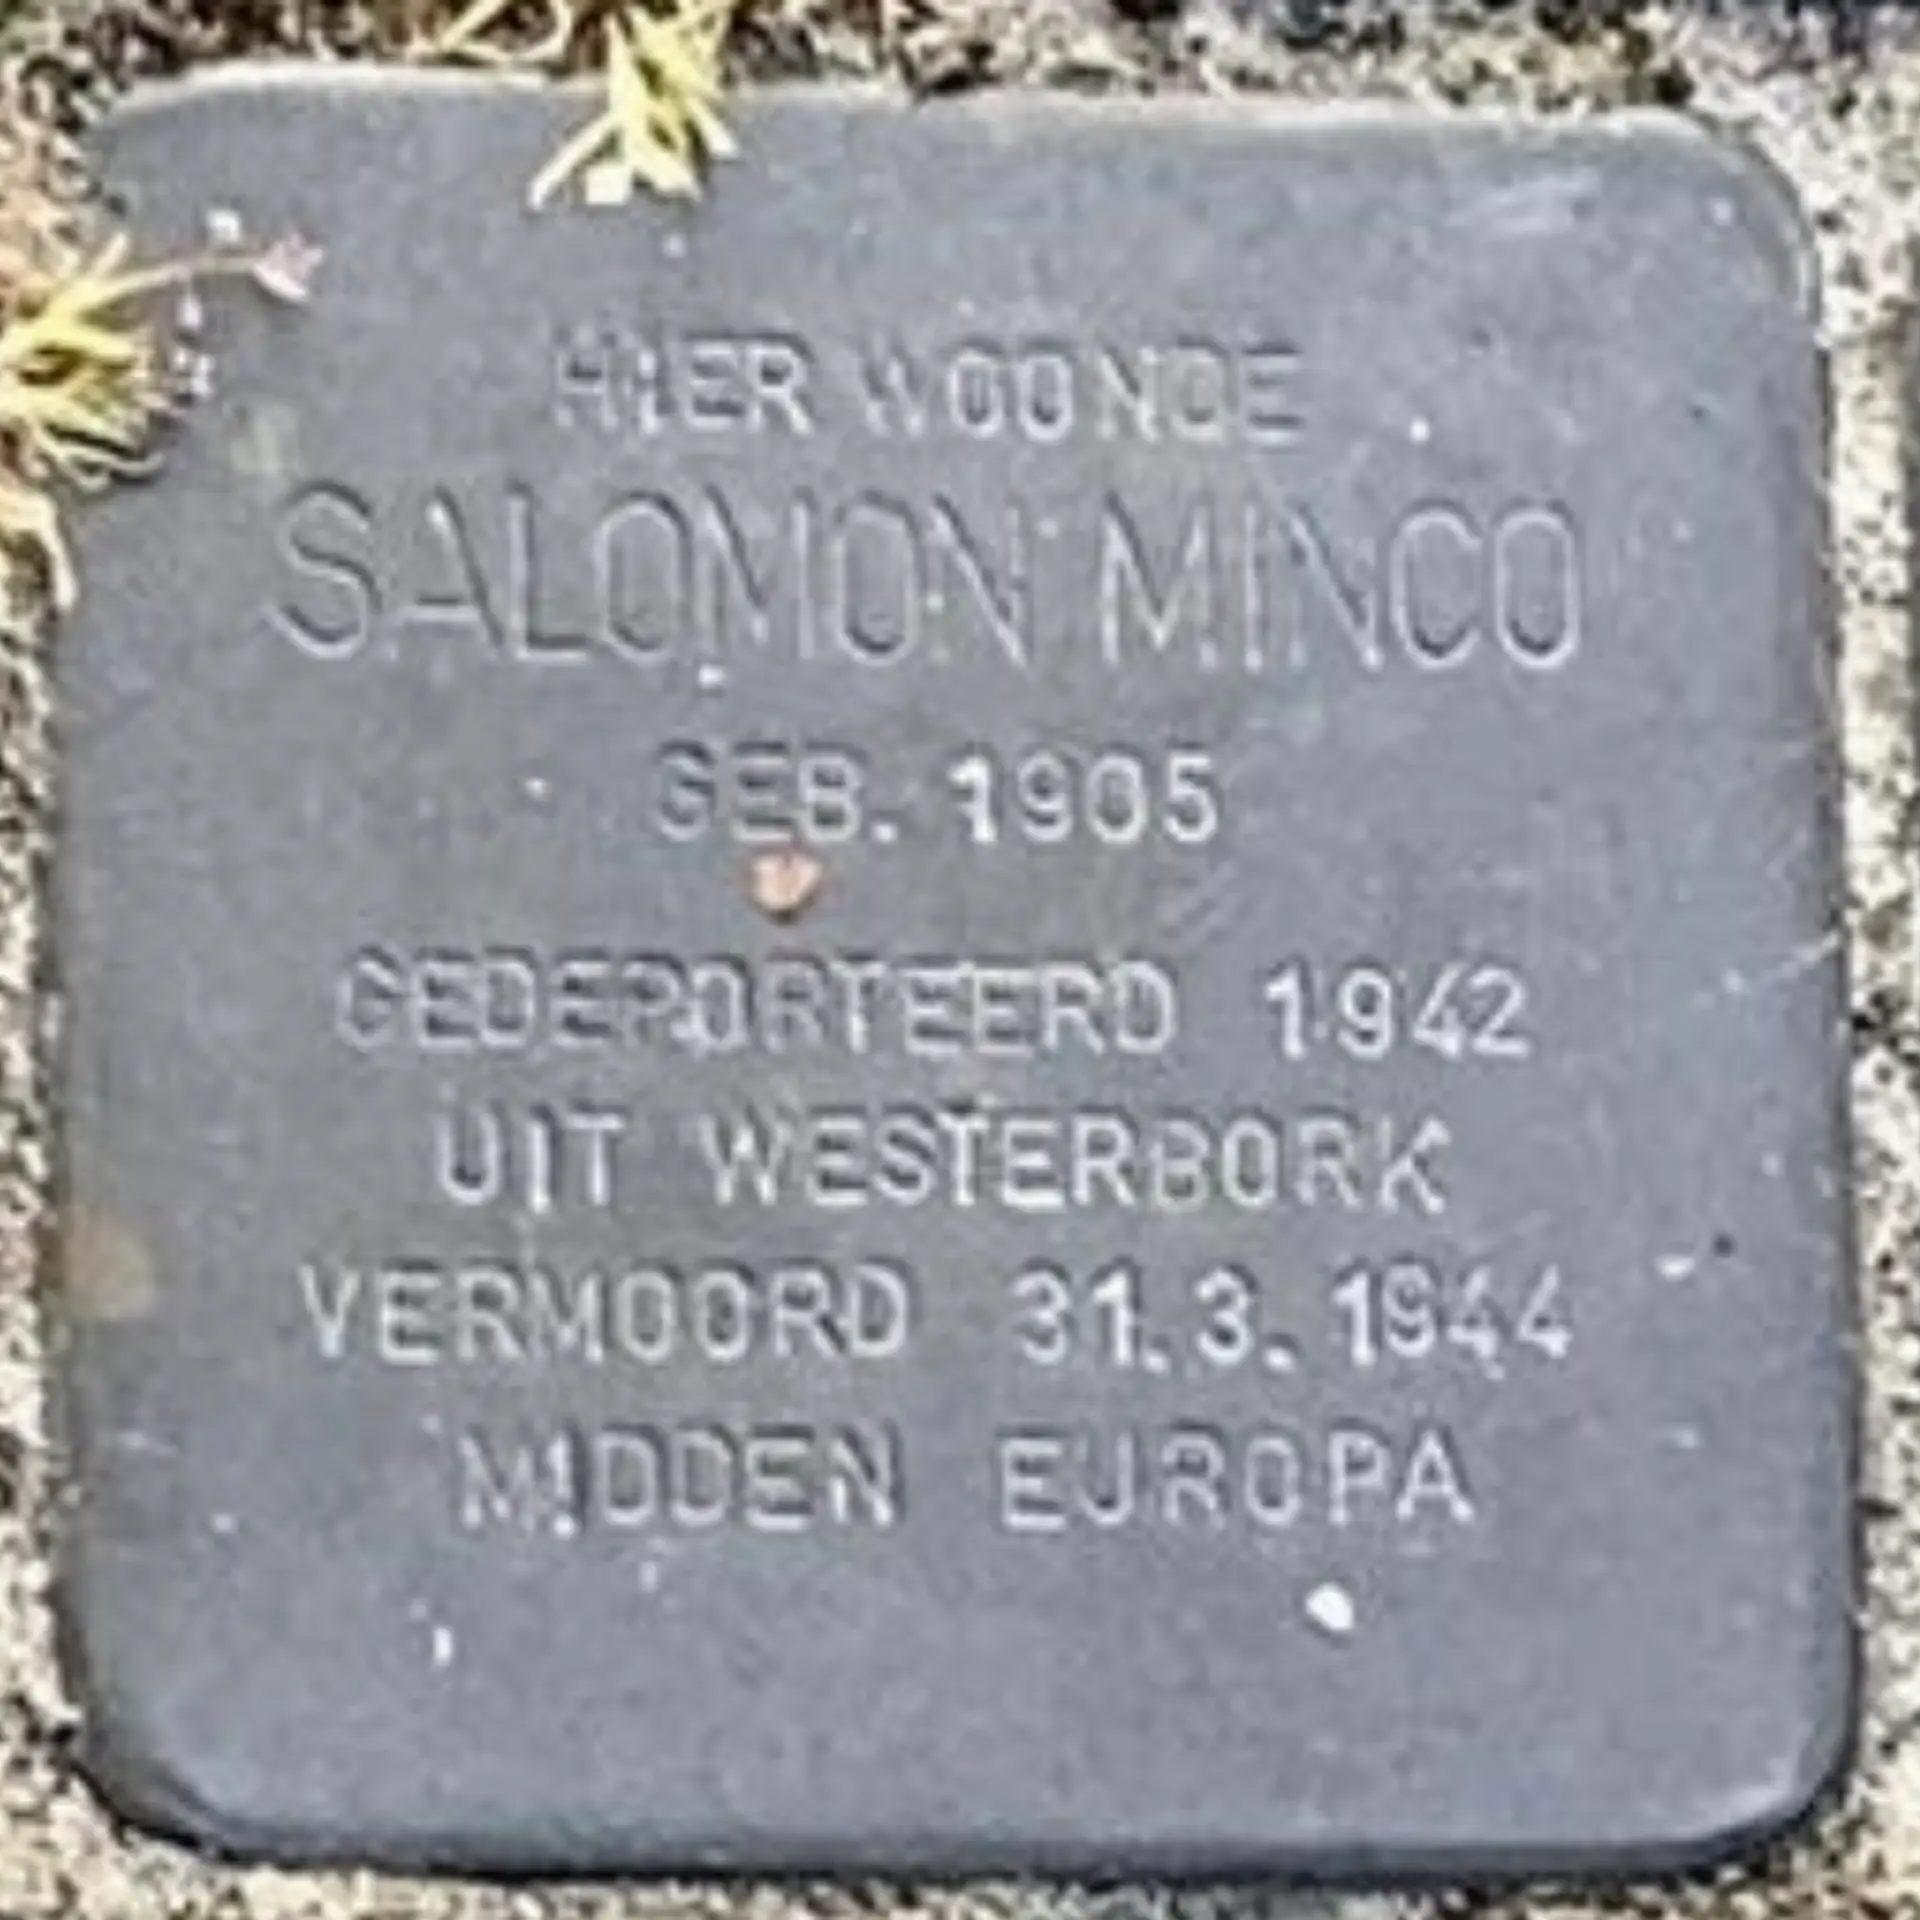 HIER WOONDE
SALOMON MINCO
GEB. 1905
GEDEPORTEERD 1942
UIT WESTERBORK
VERMOORD 31.3.1944
MIDDEN EUROPA